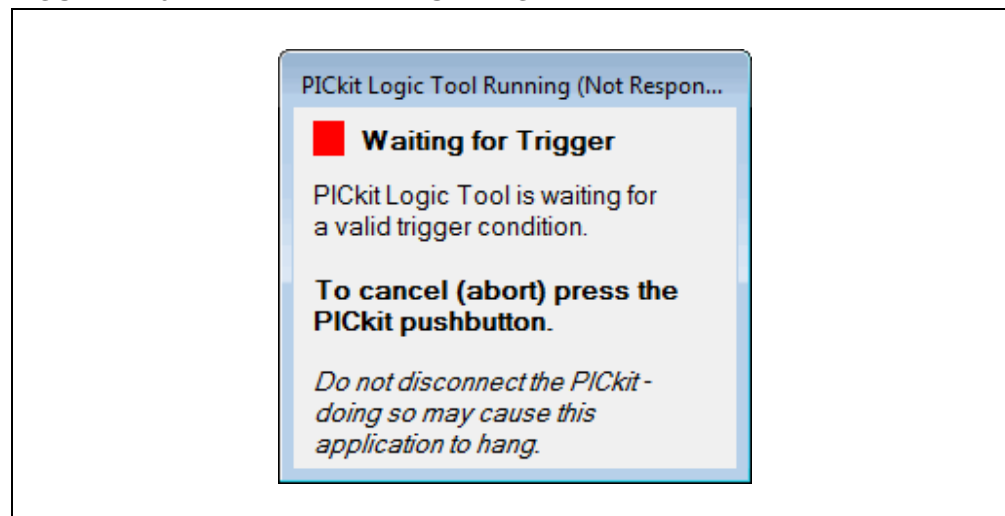 PICkit Logic Tool Running (Not Respon...
Waiting for Trigger
PICkit Logic Tool is waiting for
a valid trigger condition.
To cancel (abort) press the
PICkit pushbutton.
Do not disconnect the PICkit -
doing so may cause this
application to hang.